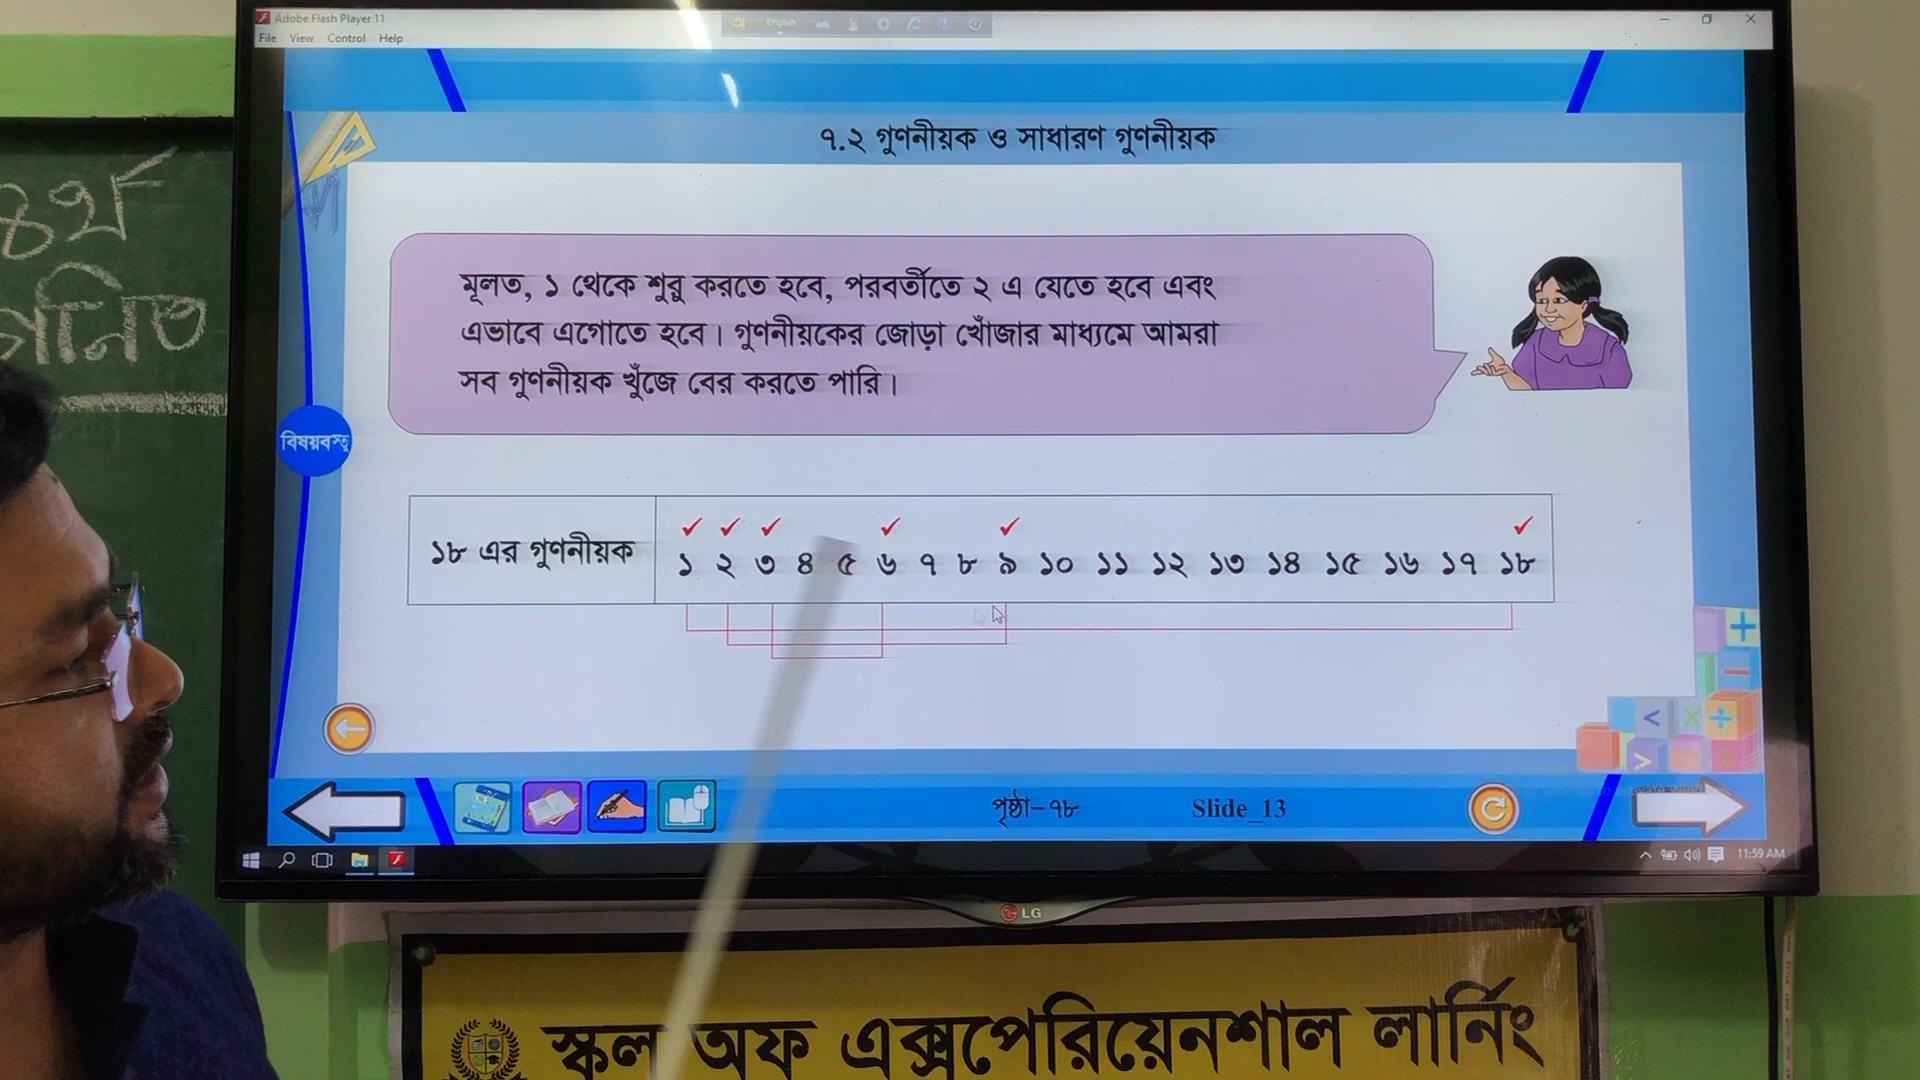 Adobe Flash Player 11
English
File View Control Help
৭.২ গুণনীয়ক ও সাধারণ গুণনীয়ক
৪র্থ
গনিত
মূলত, ১ থেকে শুরু করতে হবে, পরবর্তীতে ২ এ যেতে হবে এবং
এভাবে এগোতে হবে। গুণনীয়কের জোড়া খোঁজার মাধ্যমে আমরা
সব গুণনীয়ক খুঁজে বের করতে পারি।
বিষয়বস্তু
১৮ এর গুণনীয়ক
১ ২ ৩ ৪ ৫ ৬ ৭ ৮ ৯ ১০ ১১ ১২ ১৩ ১৪ ১৫ ১৬ ১৭ ১৮
+
−
< × ÷
>
পৃষ্ঠা-৭৮ Slide_13
11:59 AM
LG
স্কুল অফ এক্সপেরিয়েনশাল লার্নিং